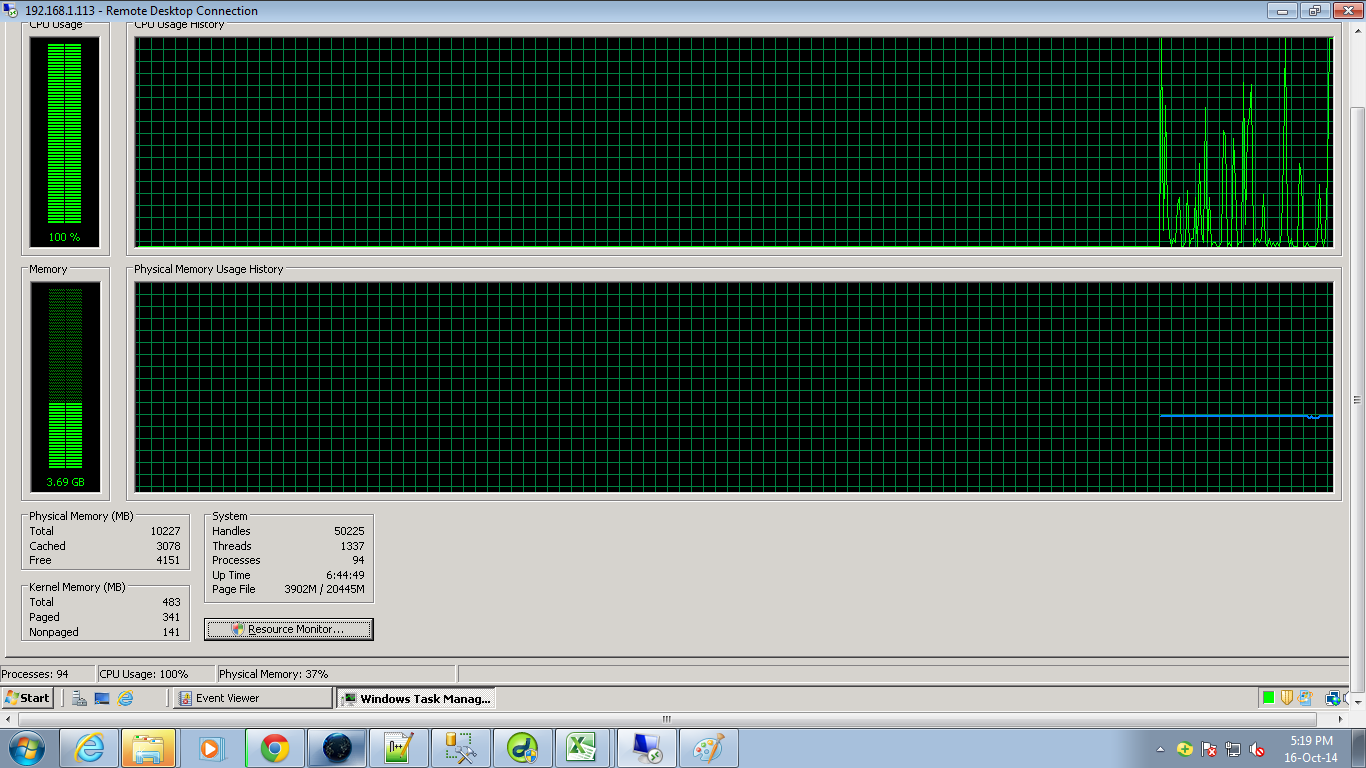 192.168.1.113 - Remote Desktop Connection
CPU Usage
CPU Usage History
100 %
Memory
Physical Memory Usage History
3.69 GB
Physical Memory (MB)
Total 10227
Cached 3078
Free 4151
System
Handles 50225
Threads 1337
Processes 94
Up Time 6:44:49
Page File 3902M / 20445M
Kernel Memory (MB)
Total 483
Paged 341
Nonpaged 141
Resource Monitor...
Processes: 94 CPU Usage: 100% Physical Memory: 37%
Start Event Viewer Windows Task Manag...
n++
5:19 PM
16-Oct-14